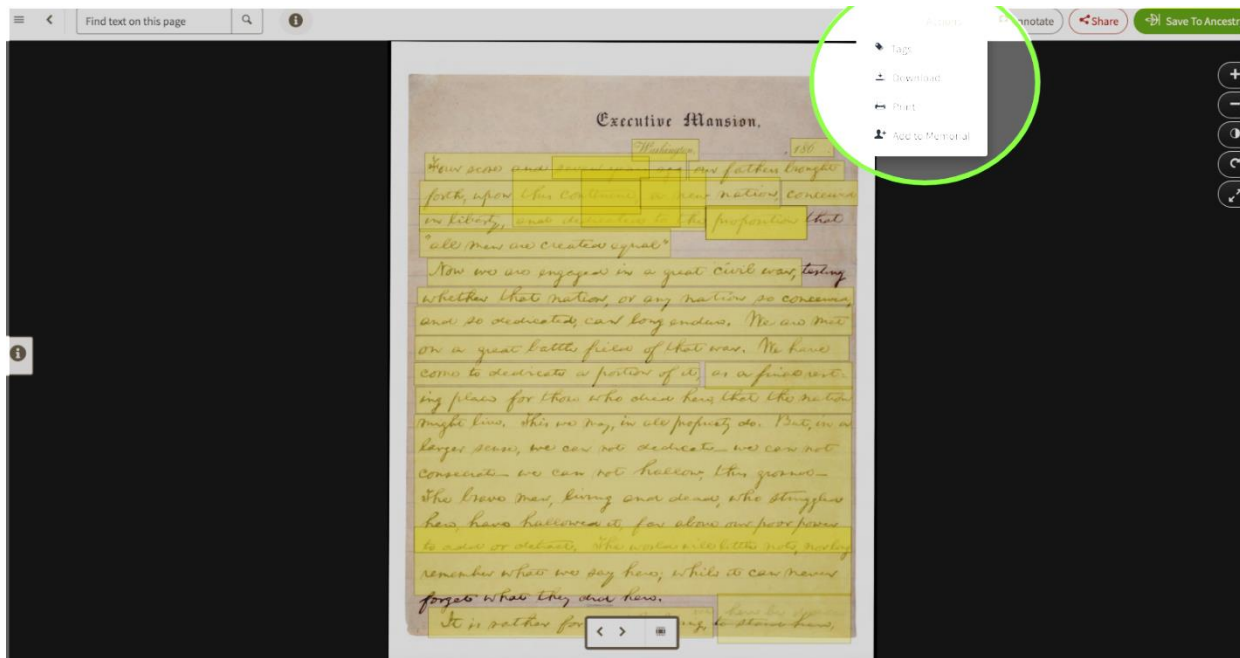 Find text on this page
Actions
nnotate
Share
Save To Ancestr
Tags
Download
Print
Add to Memorial
Executive Mansion,
Washington, , 186
Four score and seven years ago our fathers brought
forth, upon this continent, a new nation, conceived
in liberty, and dedicated to the proposition that
"all men are created equal"
Now we are engaged in a great civil war, testing
whether that nation, or any nation so conceived,
and so dedicated, can long endure. We are met
on a great battle field of that war. We have
come to dedicate a portion of it, as a final rest-
ing place for those who died here, that the nation
might live. This we may, in all propriety do. But, in a
larger sense, we can not dedicate — we can not
consecrate — we can not hallow, this ground —
The brave men, living and dead, who struggled
here, have hallowed it, far above our poor power
to add or detract. The world will little note, nor long
remember what we say here; while it can never
forget what they did here.
It is rather for to stand here,